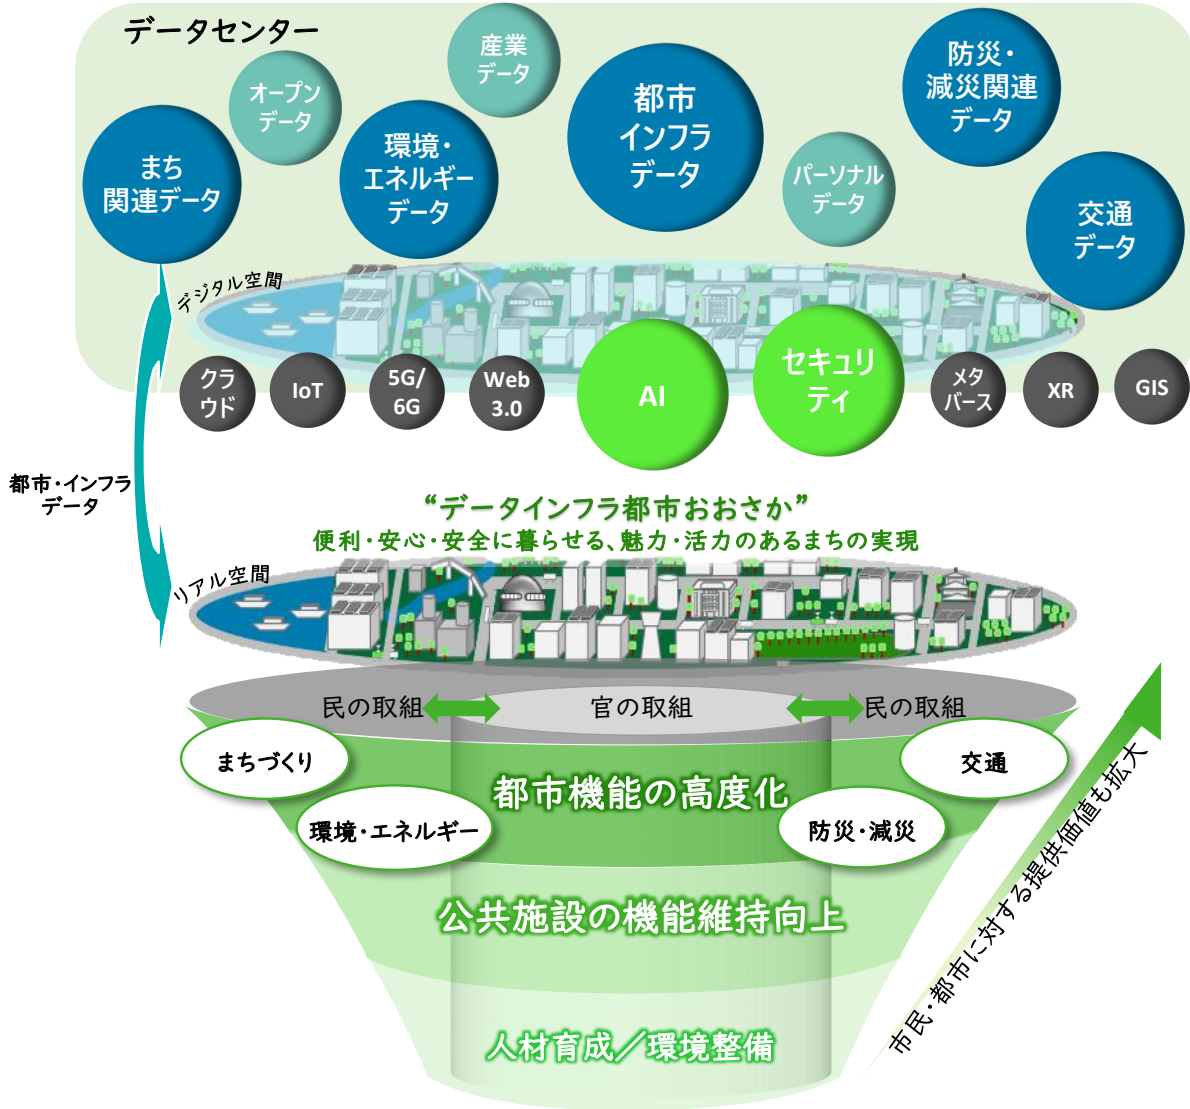 データセンター
オープン
データ
産業
データ
都市
インフラ
データ
防災・
減災関連
データ
まち
関連データ
環境・
エネルギー
データ
パーソナル
データ
交通
データ
デジタル空間
クラ
ウド
IoT
5G/
6G
Web
3.0
AI
セキュリ
ティ
メタ
バース
XR
GIS
都市・インフラ
データ
“データインフラ都市おおさか”
便利・安心・安全に暮らせる、魅力・活力のあるまちの実現
リアル空間
民の取組
官の取組
民の取組
まちづくり
交通
都市機能の高度化
環境・エネルギー
防災・減災
公共施設の機能維持向上
人材育成／環境整備
市民・都市に対する提供価値も拡大